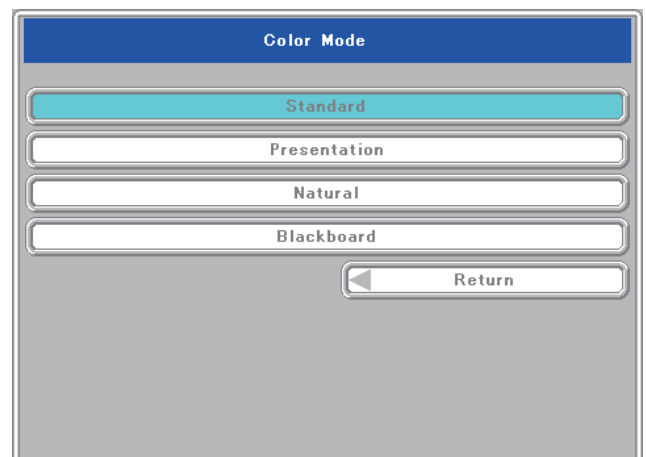 Color Mode
Standard
Presentation
Natural
Blackboard
Return